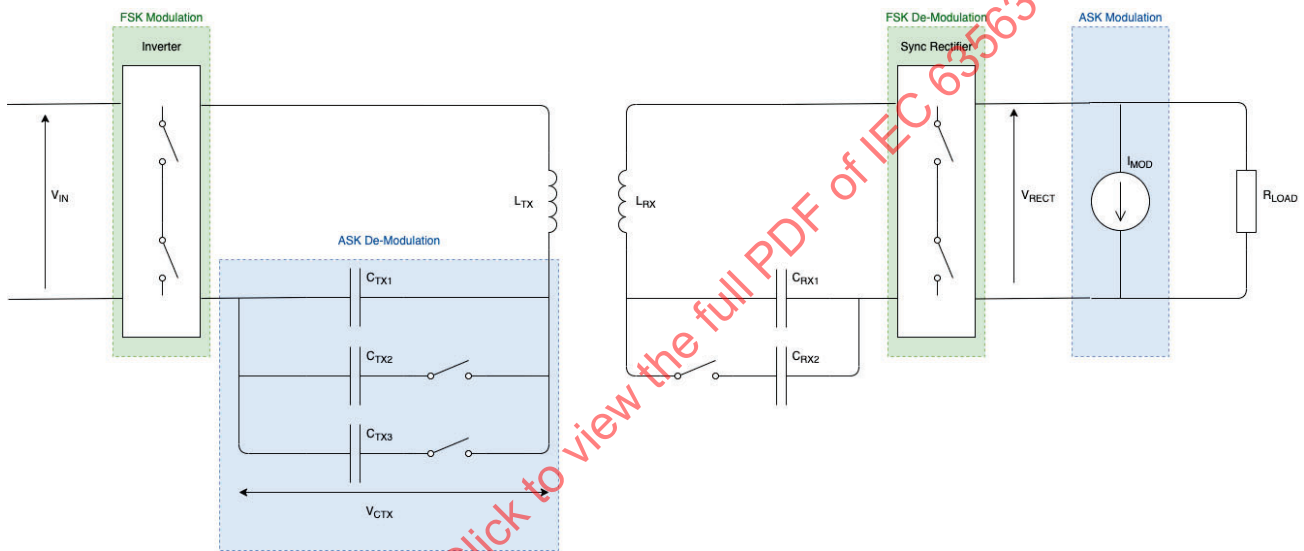 FSK Modulation
FSK De-Modulation
ASK Modulation
Inverter
Sync Rectifier
V_IN
L_TX
L_RX
V_RECT
I_MOD
R_LOAD
ASK De-Modulation
C_TX1
C_RX1
C_TX2
C_RX2
C_TX3
V_CTX
lick to view the full PDF of IEC 63563